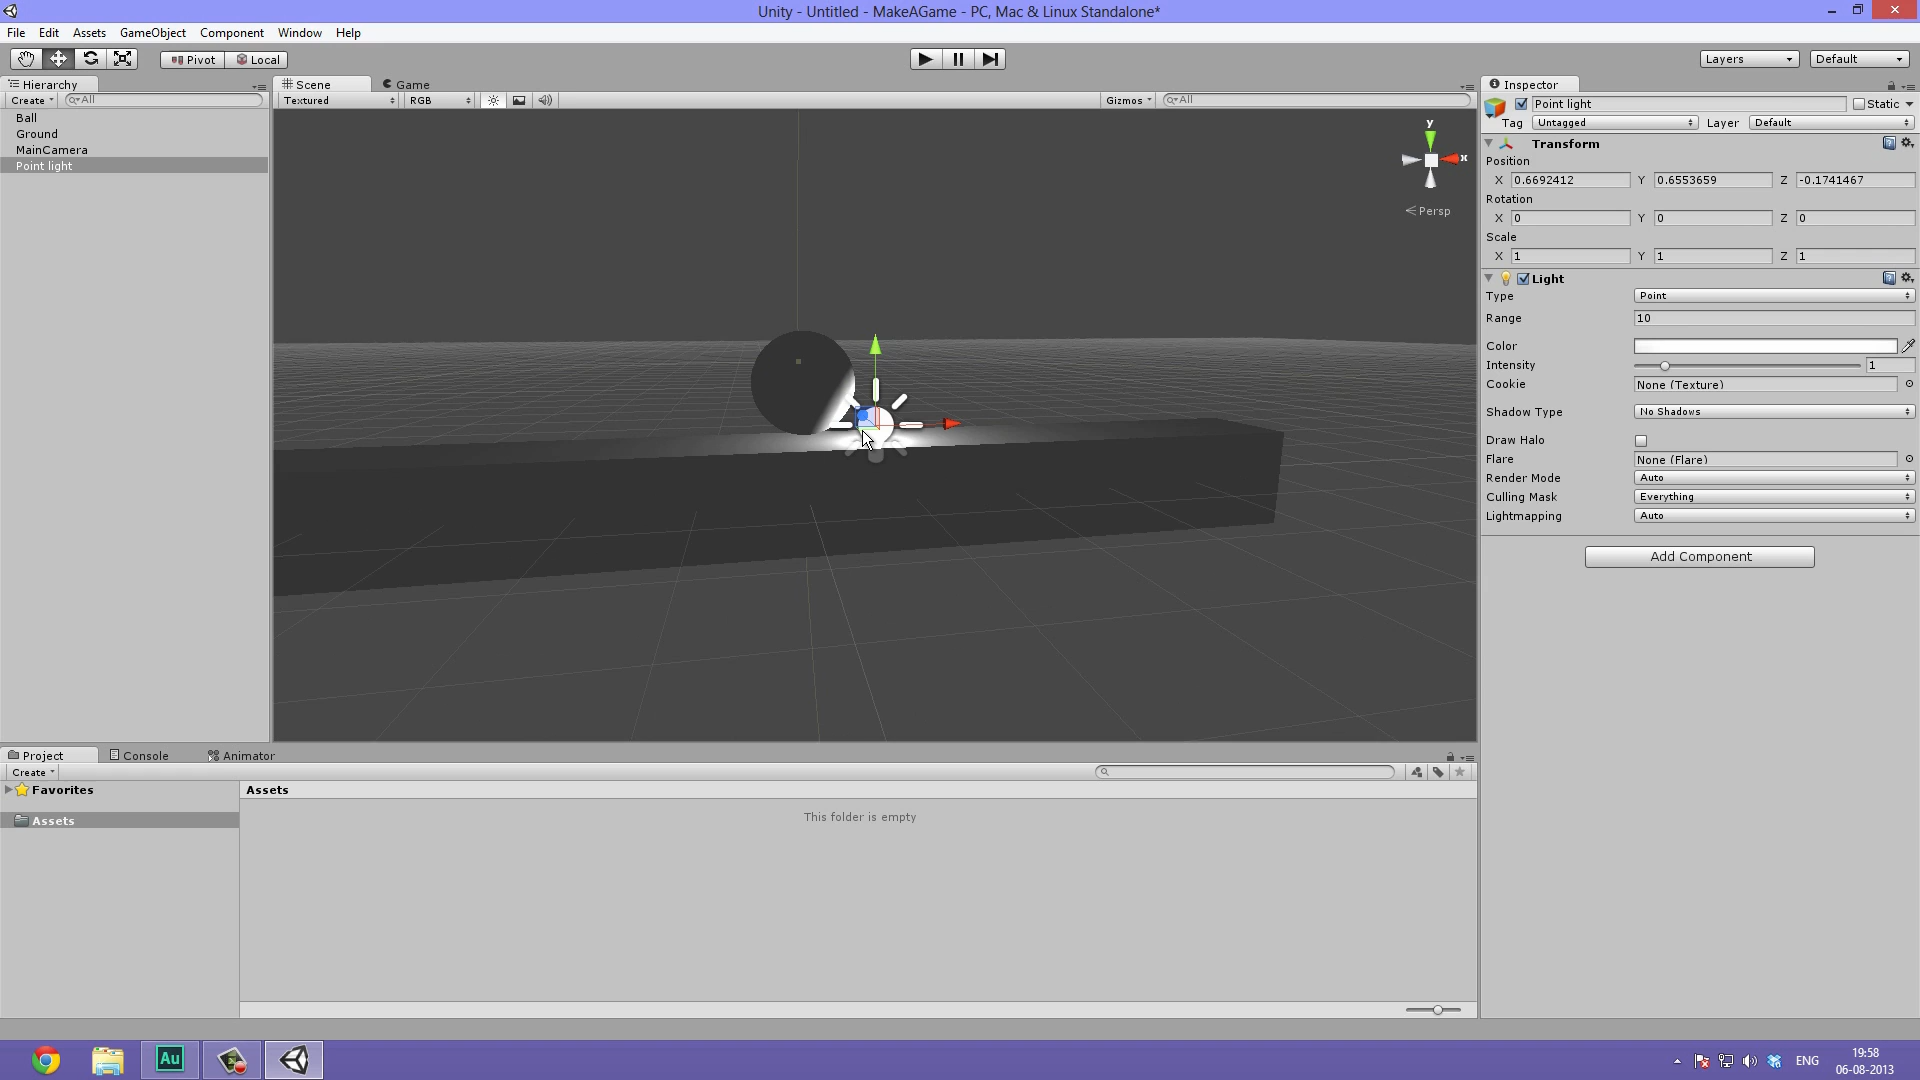 Unity - Untitled - MakeAGame - PC, Mac & Linux Standalone*
File Edit Assets GameObject Component Window Help
Pivot Local Layers Default
Hierarchy
Create All
Ball
Ground
MainCamera
Point light
Scene Game
Textured RGB Gizmos All
y
x
Persp
Inspector
Point light Static
Tag Untagged Layer Default
Transform
Position
X 0.6692412 Y 0.6553659 Z -0.1741467
Rotation
X 0 Y 0 Z 0
Scale
X 1 Y 1 Z 1
Light
Type Point
Range 10
Color
Intensity 1
Cookie None (Texture)
Shadow Type No Shadows
Draw Halo
Flare None (Flare)
Render Mode Auto
Culling Mask Everything
Lightmapping Auto
Add Component
Project Console Animator
Create
Favorites
Assets
Assets
This folder is empty
Au
ENG
19:58
06-08-2013